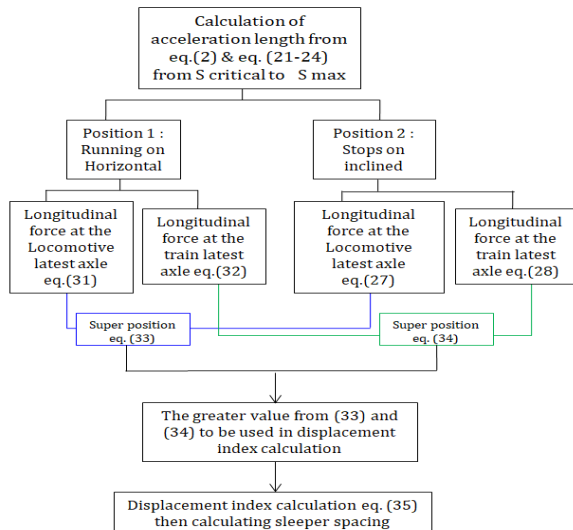 Calculation of
acceleration length from
eq.(2) & eq. (21-24)
from S critical to S max
Position 1 :
Running on
Horizontal
Position 2 :
Stops on
inclined
Longitudinal
force at the
Locomotive
latest axle
eq.(31)
Longitudinal
force at the
train latest
axle eq.(32)
Longitudinal
force at the
Locomotive
latest axle
eq.(27)
Longitudinal
force at the
train latest
axle eq.(28)
Super position
eq. (33)
Super position
eq. (34)
The greater value from (33) and
(34) to be used in displacement
index calculation
Displacement index calculation eq. (35)
then calculating sleeper spacing